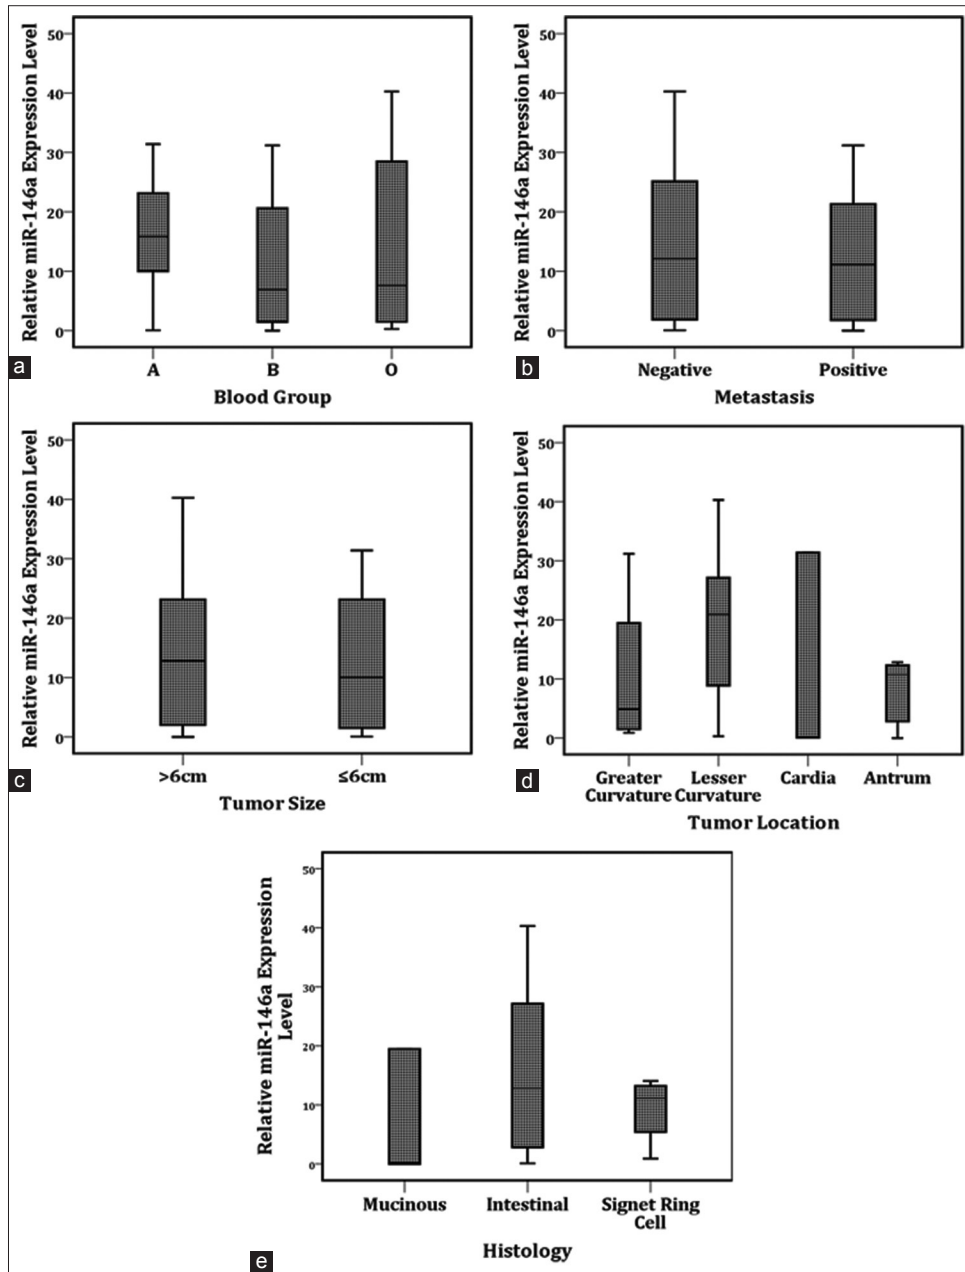 Relative miR-146a Expression Level
50
40
30
20
10
0
A B O
Blood Group
a
Relative miR-146a Expression Level
50
40
30
20
10
0
Negative Positive
Metastasis
b
Relative miR-146a Expression Level
50
40
30
20
10
0
>6cm ≤6cm
Tumor Size
c
Relative miR-146a Expression Level
50
40
30
20
10
0
Greater Lesser Cardia Antrum
Curvature Curvature
Tumor Location
d
Relative miR-146a Expression
Level
50
40
30
20
10
0
Mucinous Intestinal Signet Ring
Cell
Histology
e